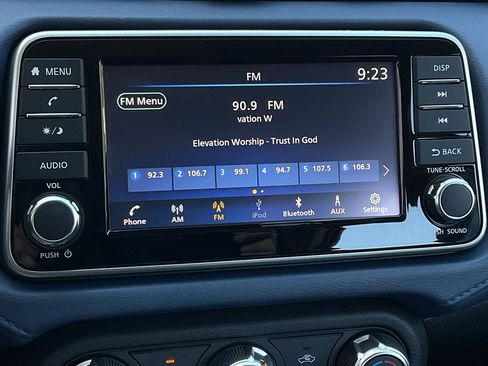 FM 9:23
MENU
DISP
FM Menu
90.9 FM
vation W
BACK
Elevation Worship - Trust In God
AUDIO
1 92.3 2 106.7 3 99.1 4 94.7 5 107.5 6 106.3
TUNE·SCROLL
VOL
Phone AM FM iPod Bluetooth AUX Settings
PUSH
SH SOUND